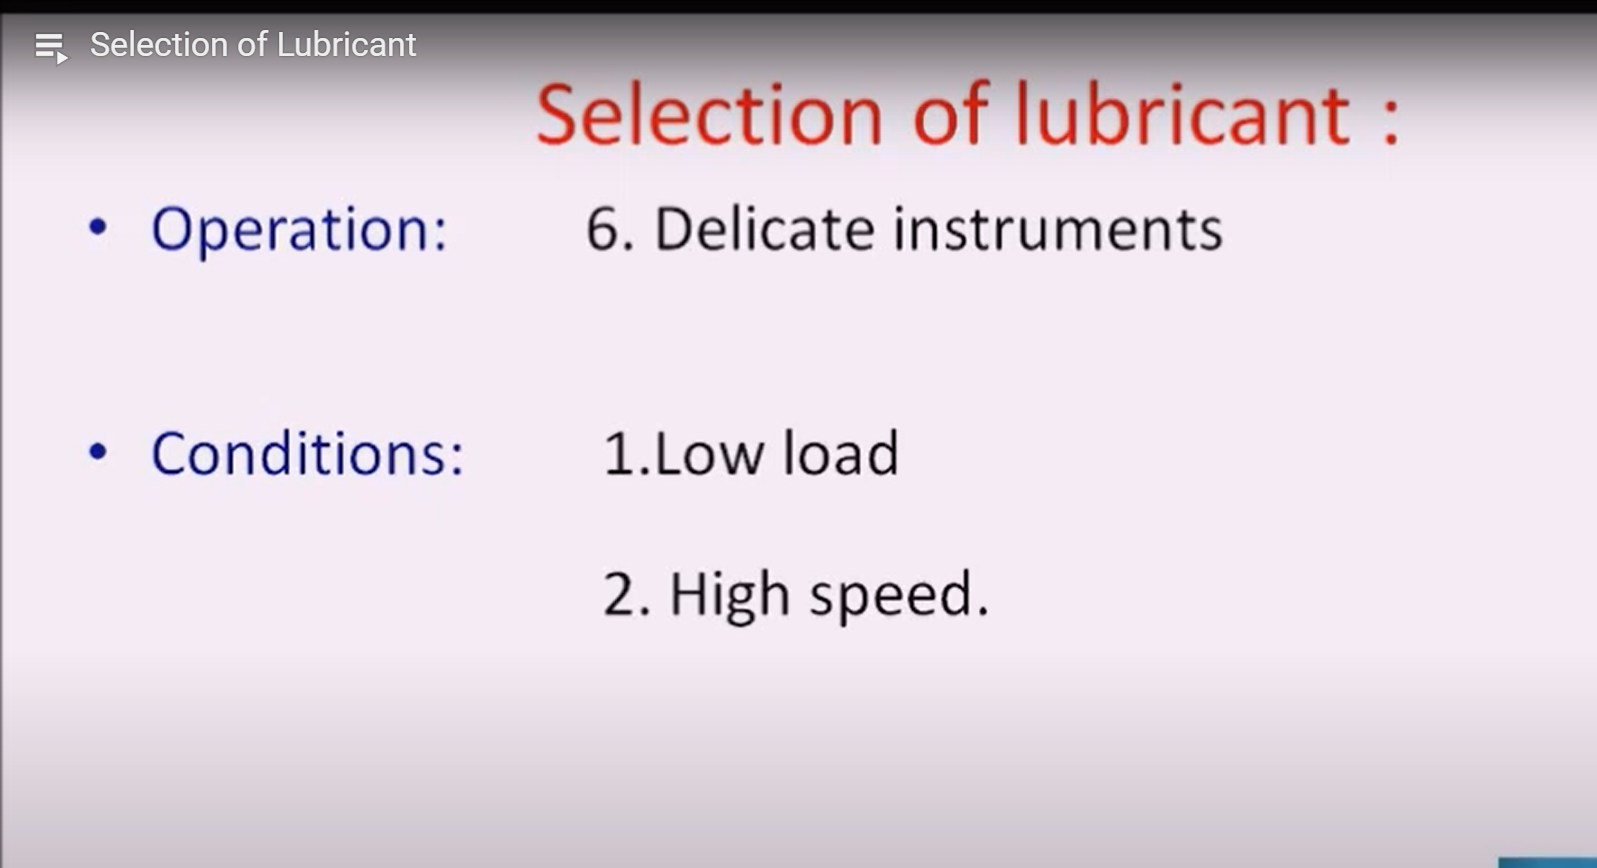 Selection of Lubricant
Selection of lubricant :
• Operation: 6. Delicate instruments
• Conditions: 1.Low load
2. High speed.